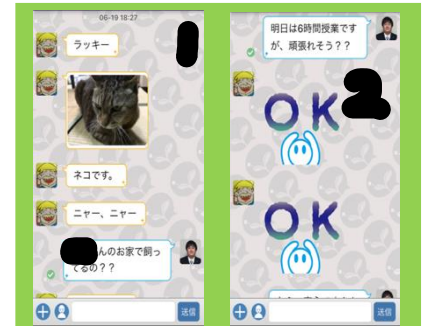 06-19 18:27
ラッキー
ネコです。
ニャー、ニャー
んのお家で飼っ
てるの??
送信
明日は6時間授業です
が、頑張れそう??
OK
OK
送信